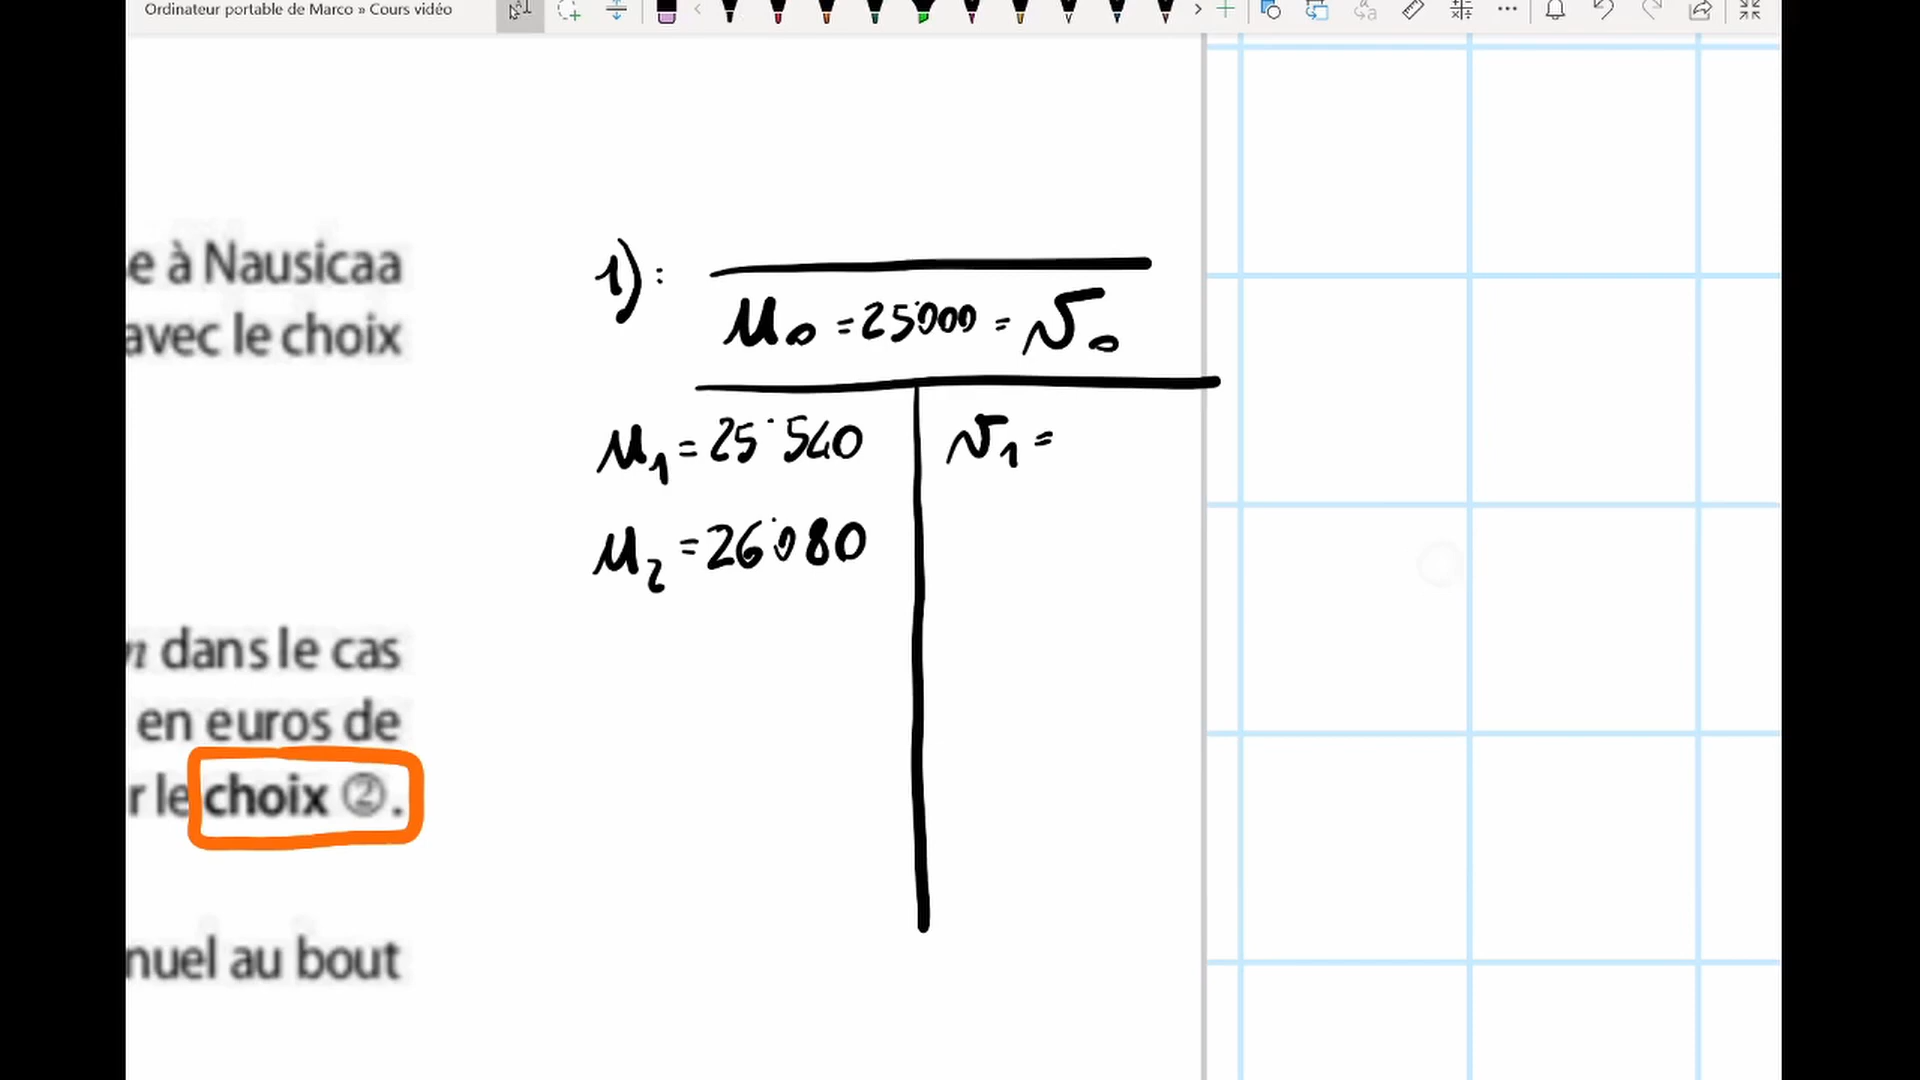 Ordinateur portable de Marco » Cours vidéo
e à Nausicaa
avec le choix
n dans le cas
en euros de
r le choix ②.
nuel au bout
1) :
u₀ = 25'000 = v₀
u₁ = 25'540
v₁ =
u₂ = 26'080